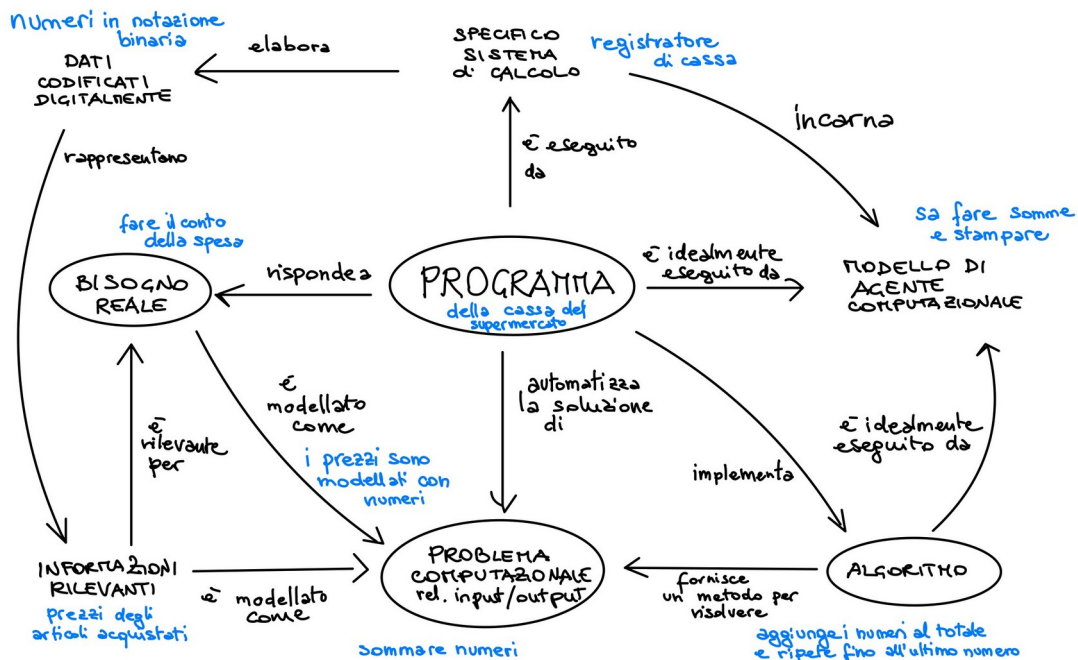 numeri in notazione
binaria
DATI
CODIFICATI
DIGITALMENTE
elabora
SPECIFICO
SISTEMA
di CALCOLO
registratore
di cassa
incarna
rappresentano
è eseguito
da
fare il conto
della spesa
BISOGNO
REALE
risponde a
PROGRAMMA
della cassa del
supermercato
è idealmente
eseguito da
sa fare somme
e stampare
MODELLO DI
AGENTE
COMPUTAZIONALE
è
modellato
come
i prezzi sono
modellati con
numeri
automatizza
la soluzione
di
implementa
è idealmente
eseguito da
è
rilevante
per
INFORMAZIONI
RILEVANTI
prezzi degli
articoli acquistati
è modellato
come
PROBLEMA
COMPUTAZIONALE
rel. input/output
sommare numeri
fornisce
un metodo per
risolvere
ALGORITMO
aggiunge i numeri al totale
e ripete fino all'ultimo numero